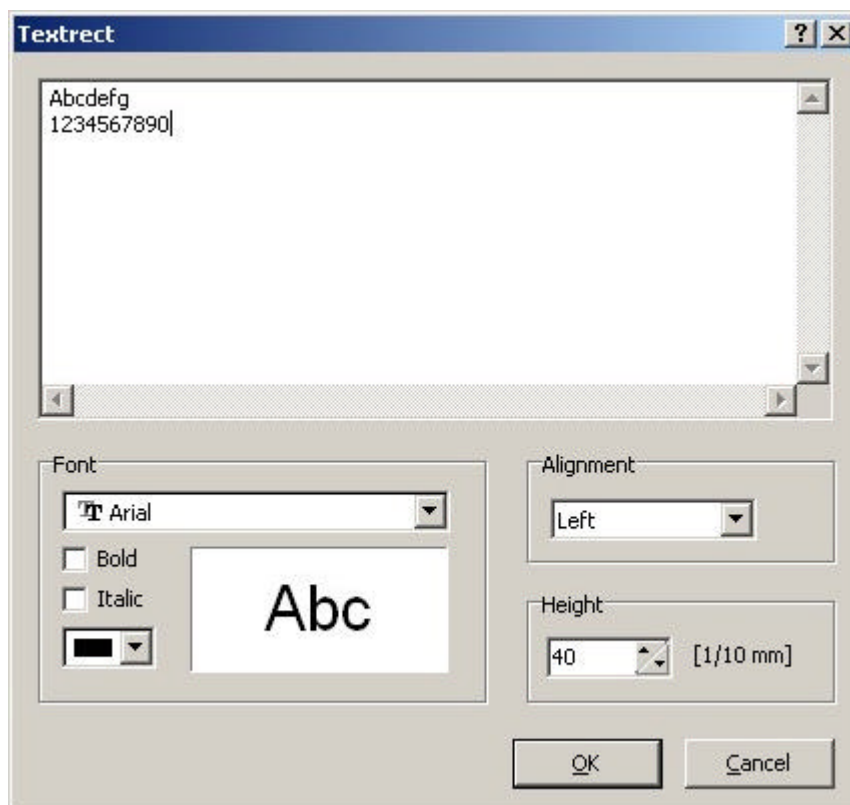 Textrect
Abcdefg
1234567890
Font
Arial
Bold
Italic
Abc
Alignment
Left
Height
40 [1/10 mm]
OK Cancel